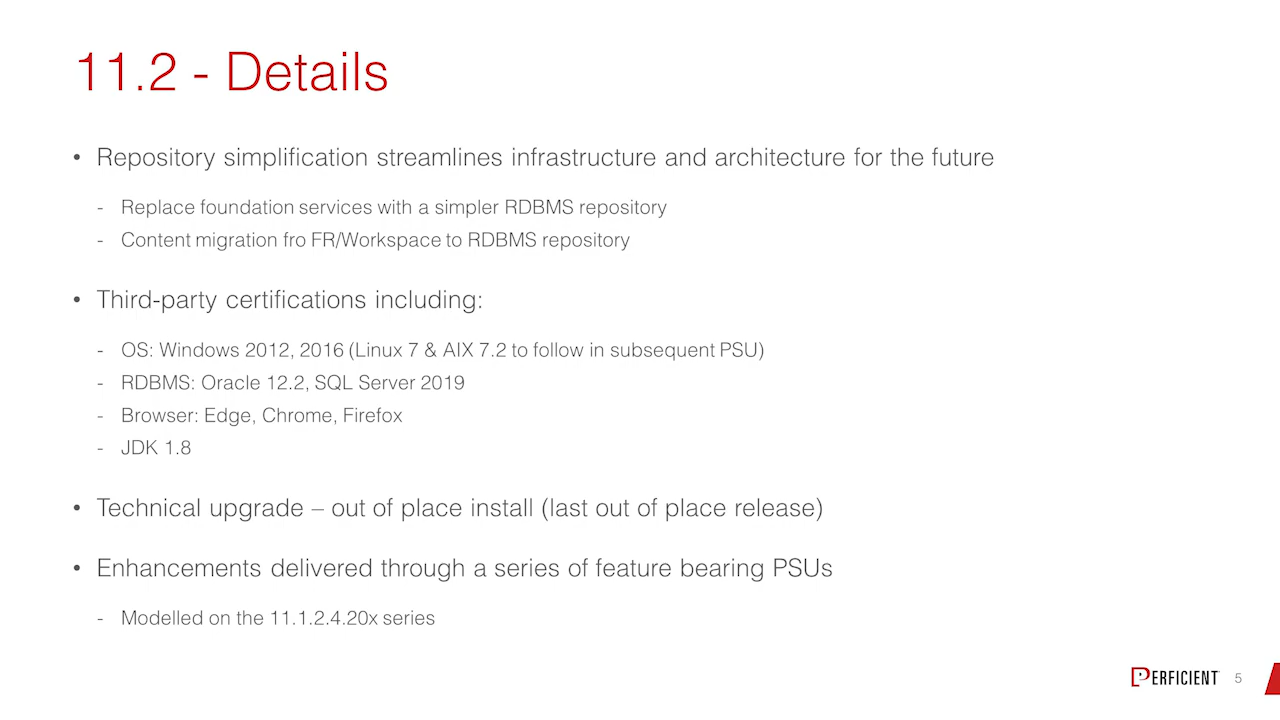 11.2 - Details
• Repository simplification streamlines infrastructure and architecture for the future
- Replace foundation services with a simpler RDBMS repository
- Content migration fro FR/Workspace to RDBMS repository
• Third-party certifications including:
- OS: Windows 2012, 2016 (Linux 7 & AIX 7.2 to follow in subsequent PSU)
- RDBMS: Oracle 12.2, SQL Server 2019
- Browser: Edge, Chrome, Firefox
- JDK 1.8
• Technical upgrade – out of place install (last out of place release)
• Enhancements delivered through a series of feature bearing PSUs
- Modelled on the 11.1.2.4.20x series
PERFICIENT 5